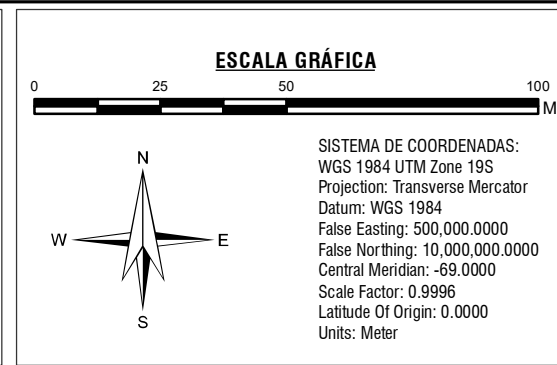 ESCALA GRÁFICA
0 25 50 100
M
N
W E
S
SISTEMA DE COORDENADAS:
WGS 1984 UTM Zone 19S
Projection: Transverse Mercator
Datum: WGS 1984
False Easting: 500,000.0000
False Northing: 10,000,000.0000
Central Meridian: -69.0000
Scale Factor: 0.9996
Latitude Of Origin: 0.0000
Units: Meter